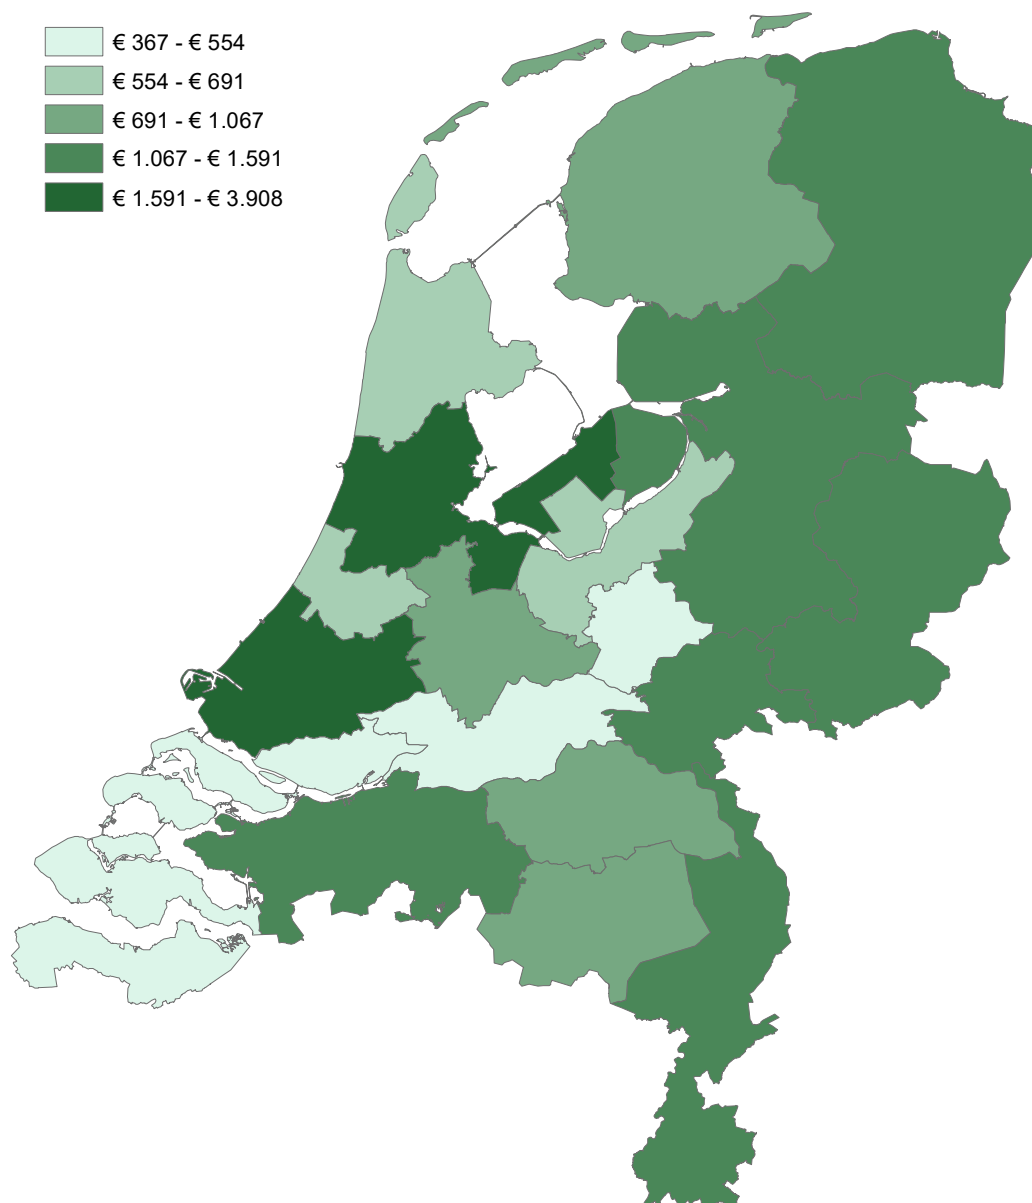 € 367 - € 554
€ 554 - € 691
€ 691 - € 1.067
€ 1.067 - € 1.591
€ 1.591 - € 3.908